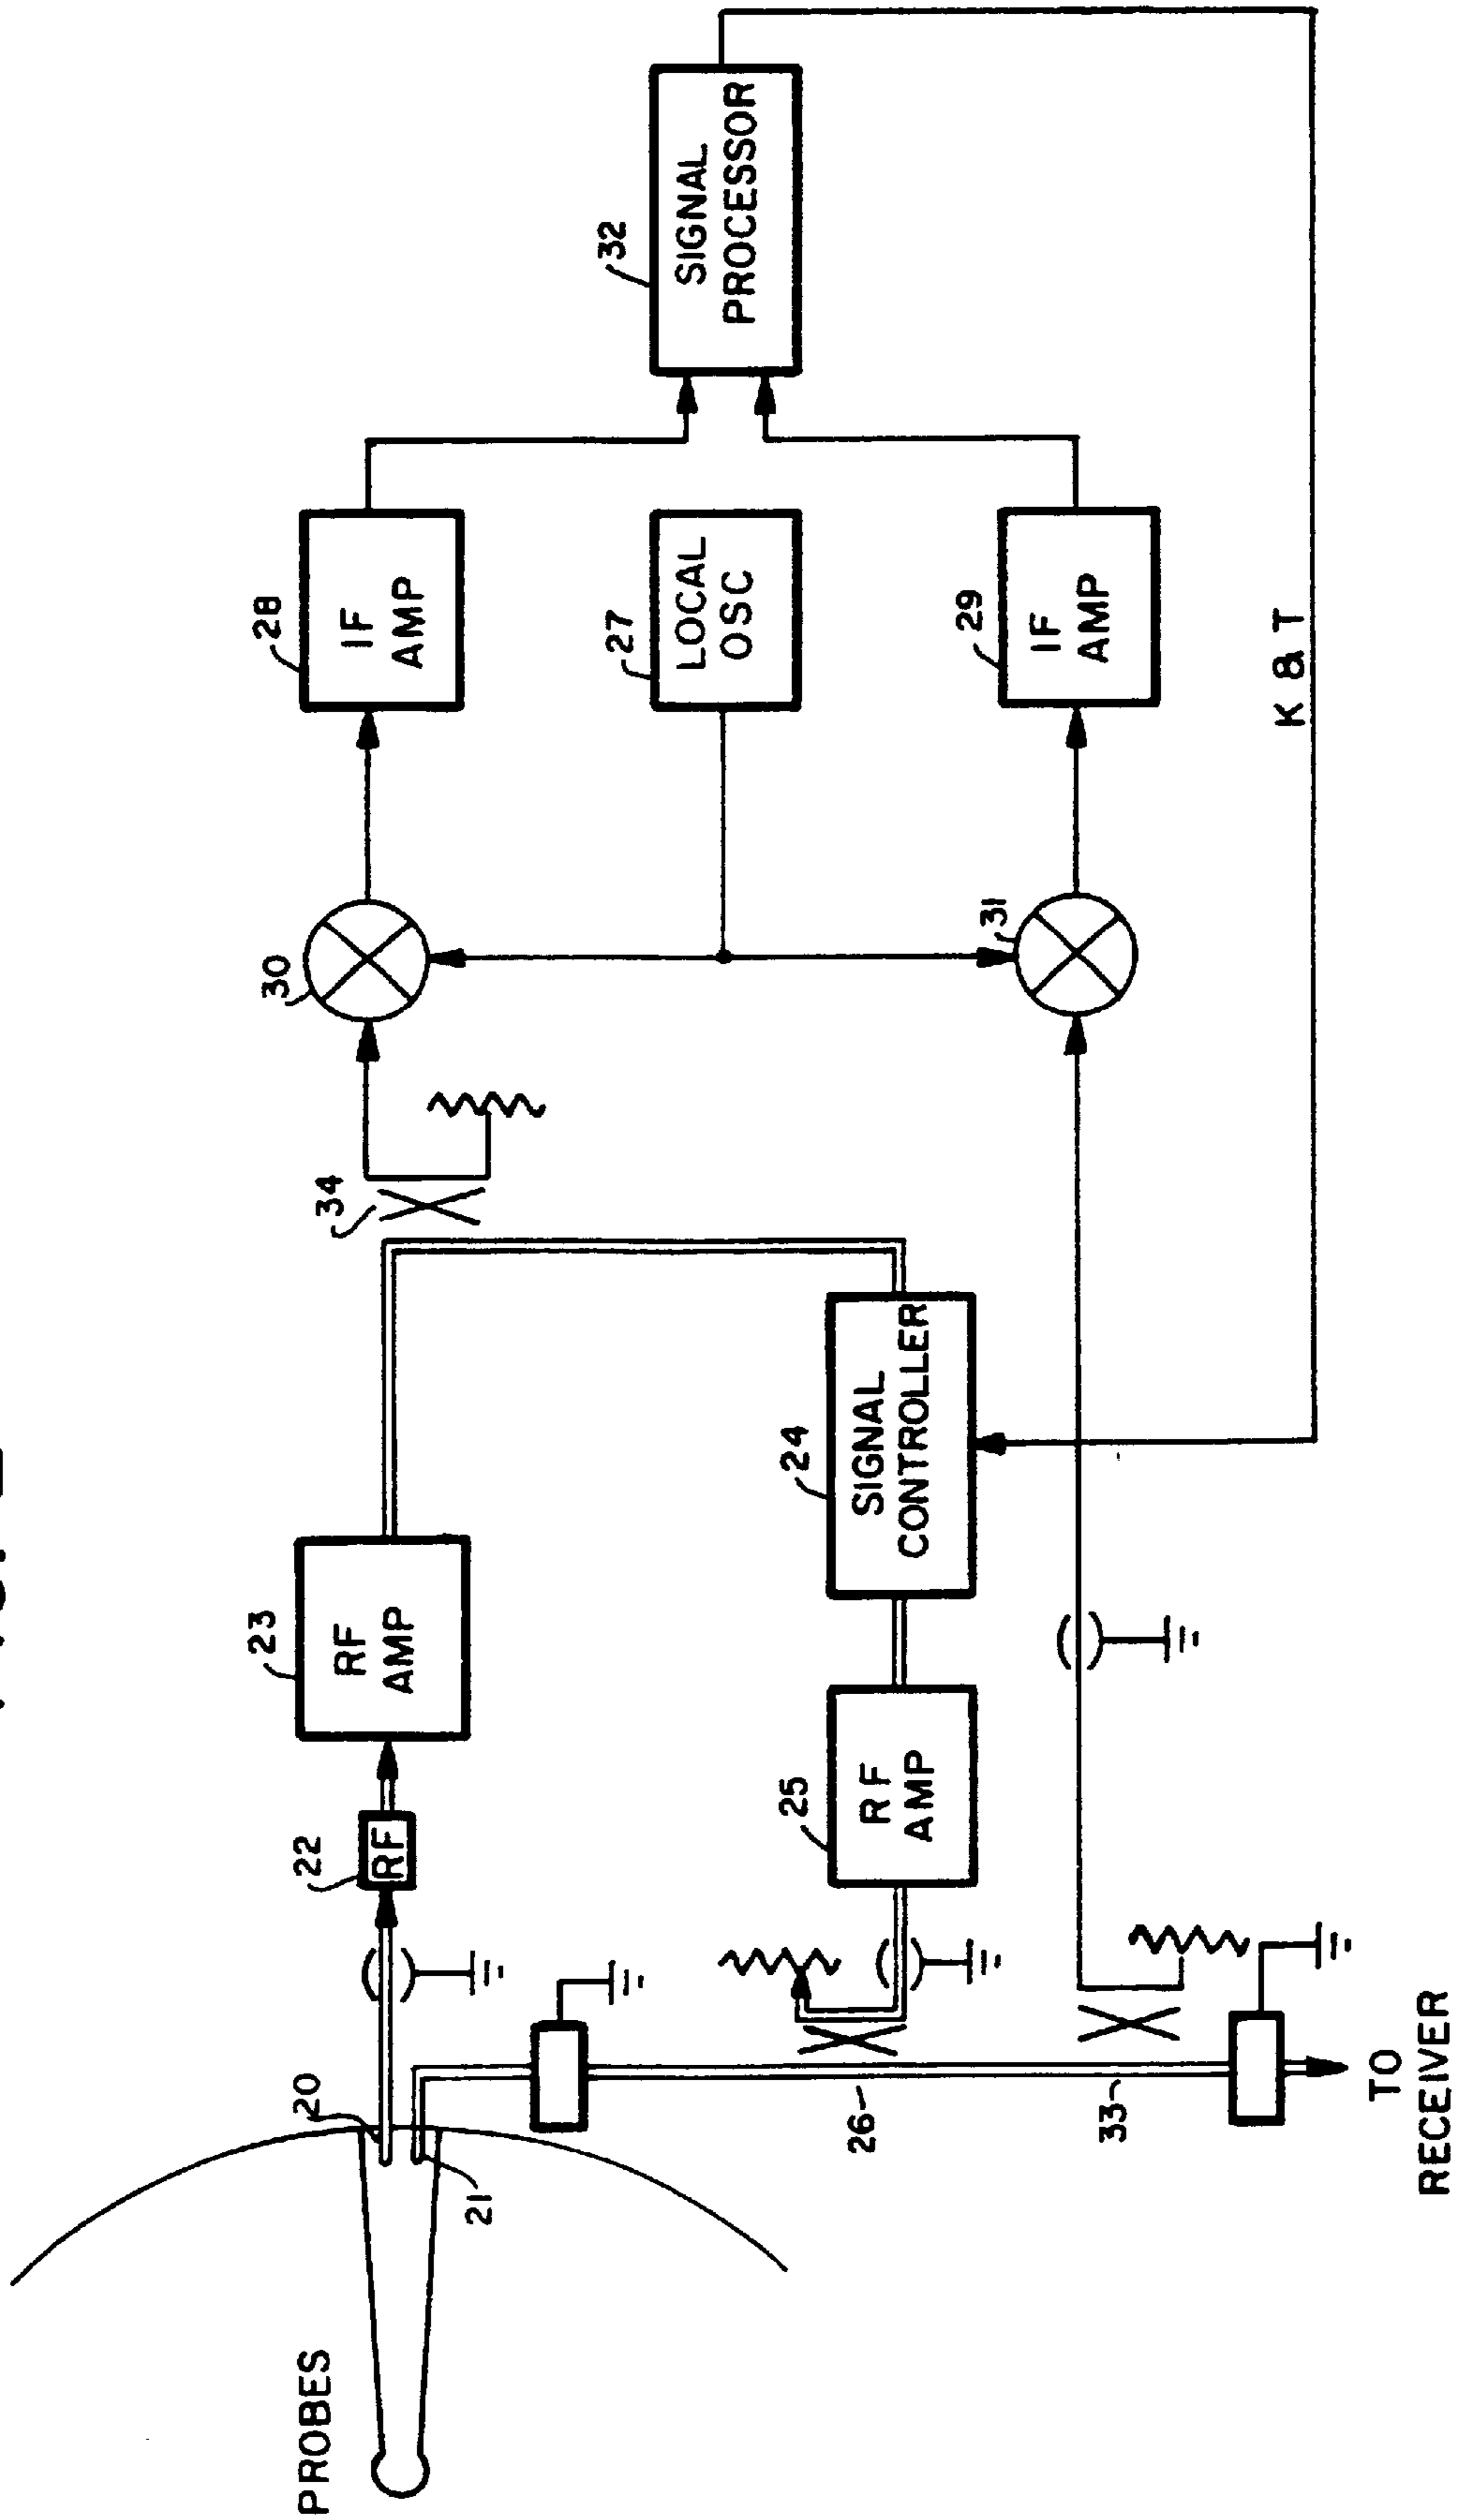 PROBES
20
21
22
RF
23
RF
AMP
24
SIGNAL
CONTROLLER
25
RF
AMP
26
33
TO
RECEIVER
34
30
31
28
IF
AMP
27
LOCAL
OSC
29
IF
AMP
32
SIGNAL
PROCESSOR
K & T